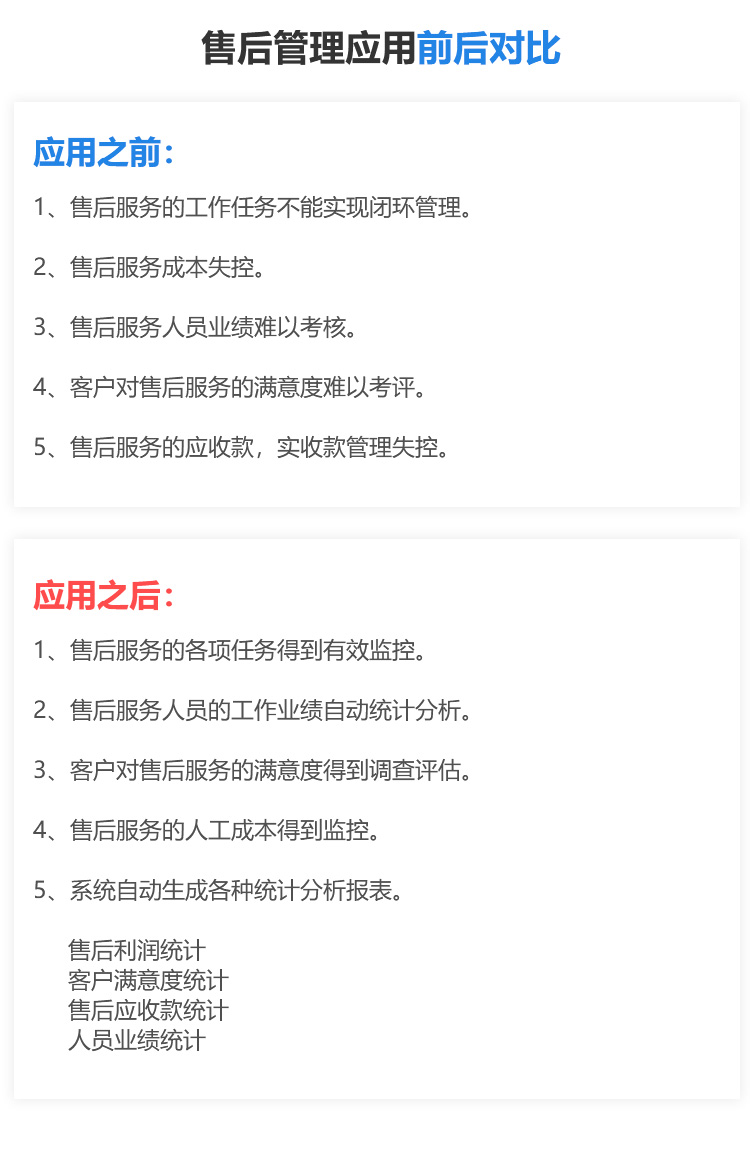 售后管理应用前后对比
应用之前：
1、售后服务的工作任务不能实现闭环管理。
2、售后服务成本失控。
3、售后服务人员业绩难以考核。
4、客户对售后服务的满意度难以考评。
5、售后服务的应收款，实收款管理失控。
应用之后：
1、售后服务的各项任务得到有效监控。
2、售后服务人员的工作业绩自动统计分析。
3、客户对售后服务的满意度得到调查评估。
4、售后服务的人工成本得到监控。
5、系统自动生成各种统计分析报表。
售后利润统计
客户满意度统计
售后应收款统计
人员业绩统计